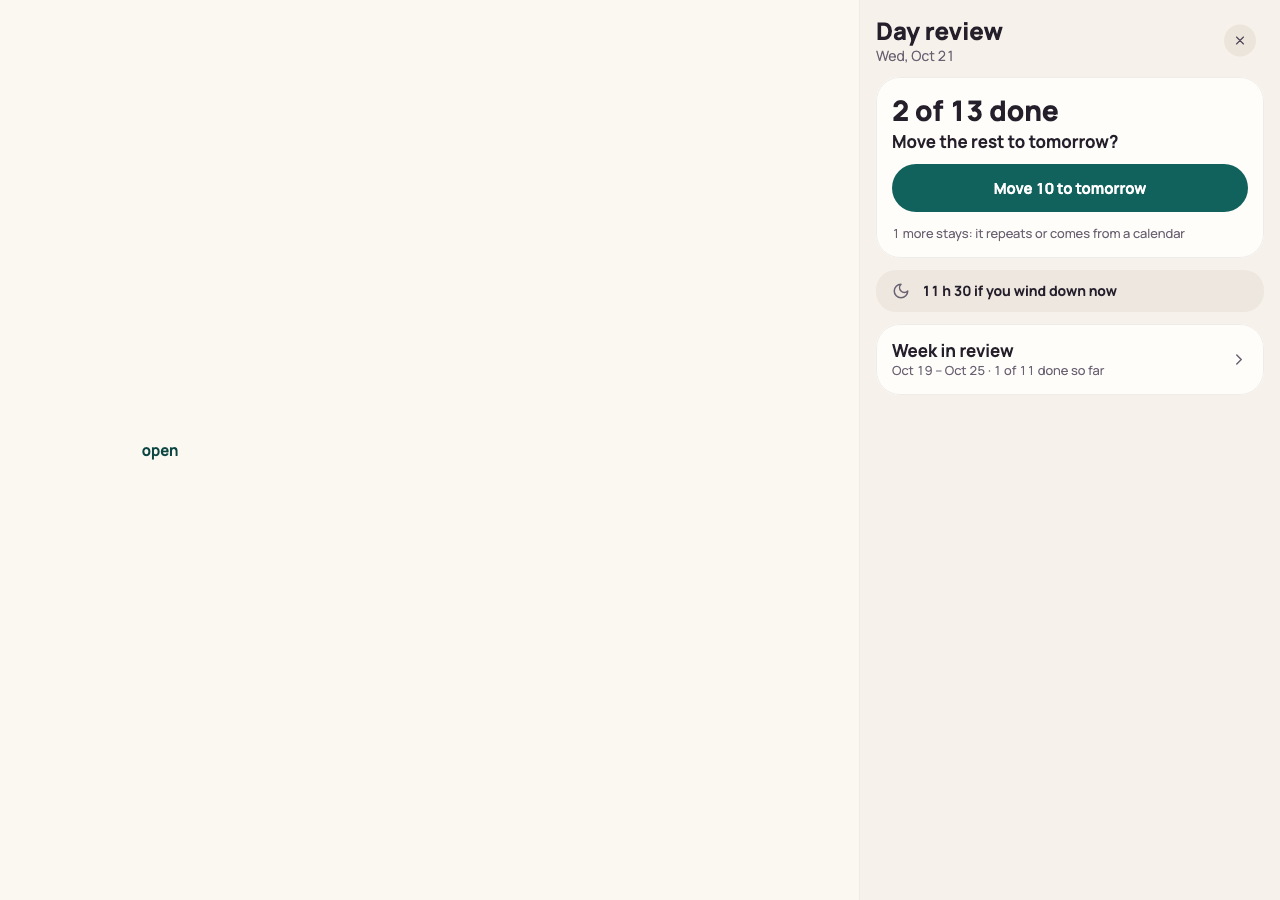 open
Day review
Wed, Oct 21
2 of 13 done
Move the rest to tomorrow?
Move 10 to tomorrow
1 more stays: it repeats or comes from a calendar
11 h 30 if you wind down now
Week in review
Oct 19 – Oct 25 · 1 of 11 done so far